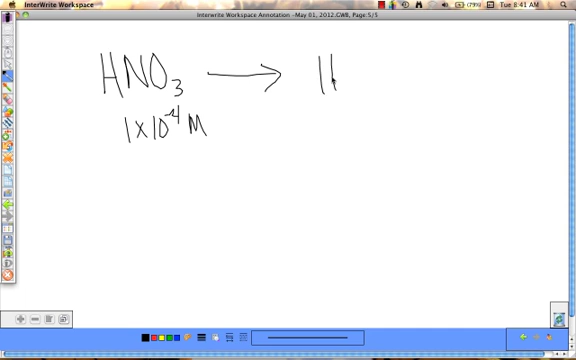 InterWrite Workspace
(79%)
Tue 8:41 AM
InterWrite Workspace Annotation -May 01, 2012.GWB, Page:5/5
HNO₃ ⟶
1x10⁻⁴ M